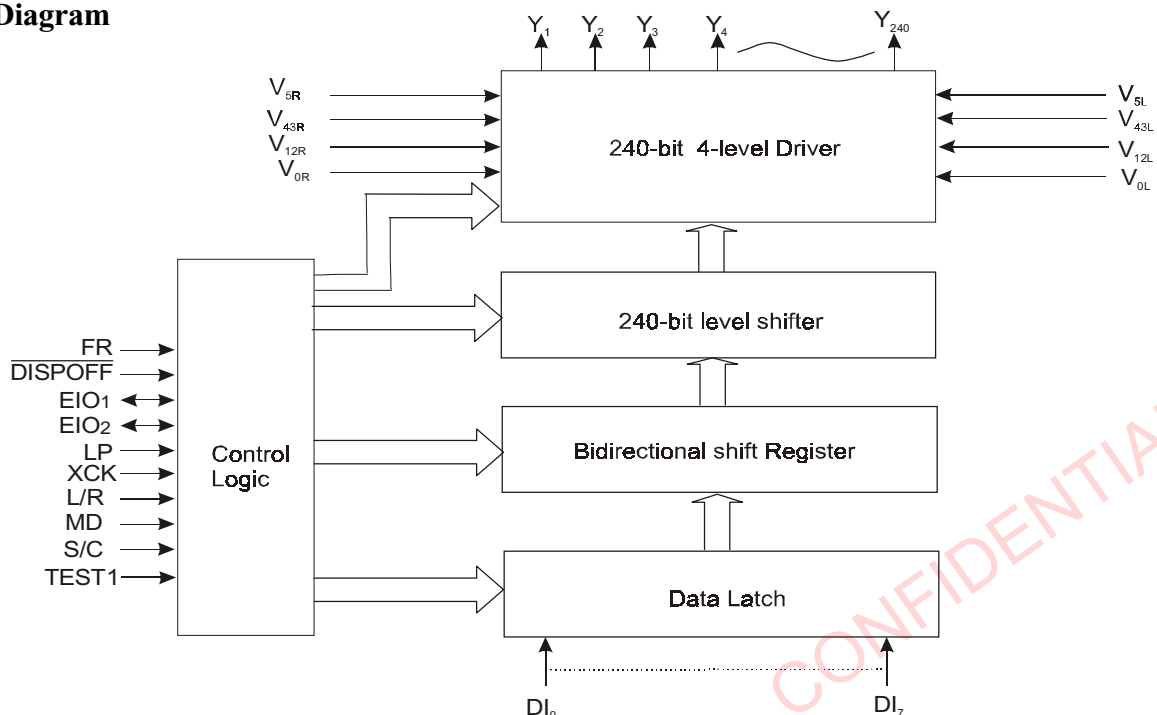 Diagram
Y1 Y2 Y3 Y4 Y240
V5R
V43R
V12R
V0R
240-bit 4-level Driver
V5L
V43L
V12L
V0L
240-bit level shifter
FR
DISPOFF
EIO1
EIO2
LP
XCK
L/R
MD
S/C
TEST1
Control
Logic
Bidirectional shift Register
Data Latch
DI0 DI7
CONFIDENTIAL